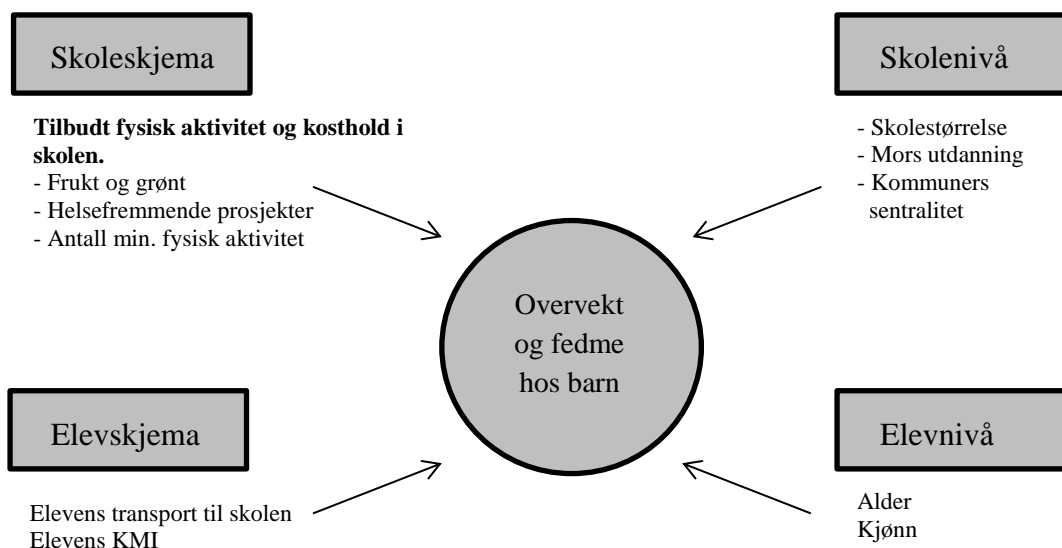 Skoleskjema
Tilbudt fysisk aktivitet og kosthold i
skolen.
- Frukt og grønt
- Helsefremmende prosjekter
- Antall min. fysisk aktivitet
Skolenivå
- Skolestørrelse
- Mors utdanning
- Kommuners
sentralitet
Overvekt
og fedme
hos barn
Elevskjema
Elevens transport til skolen
Elevens KMI
Elevnivå
Alder
Kjønn